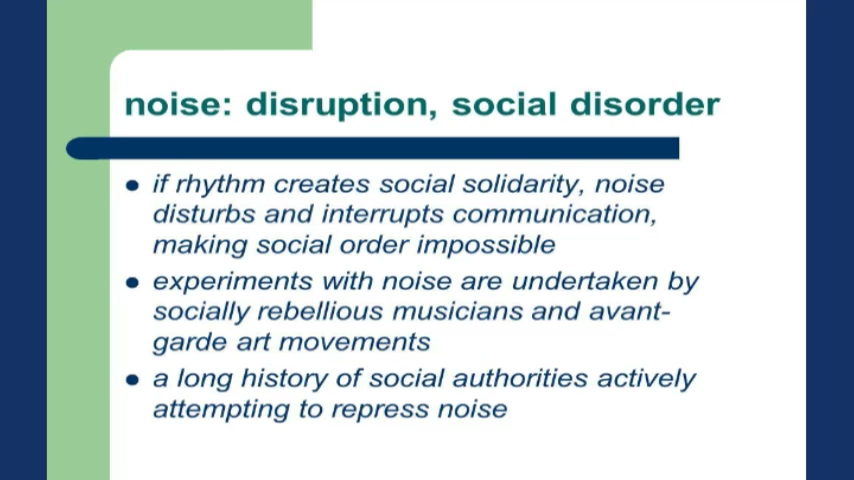 noise: disruption, social disorder
● if rhythm creates social solidarity, noise
disturbs and interrupts communication,
making social order impossible
● experiments with noise are undertaken by
socially rebellious musicians and avant-
garde art movements
● a long history of social authorities actively
attempting to repress noise